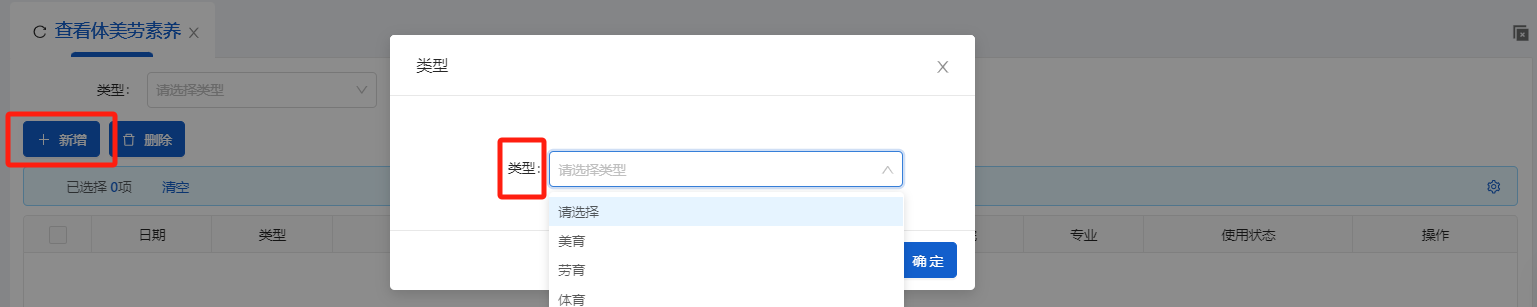 查看体美劳素养
类型
类型: 请选择类型
新增 删除
类型: 请选择类型
已选择 0项 清空
请选择
日期 类型 专业 使用状态 操作
美育
确定
劳育
体育